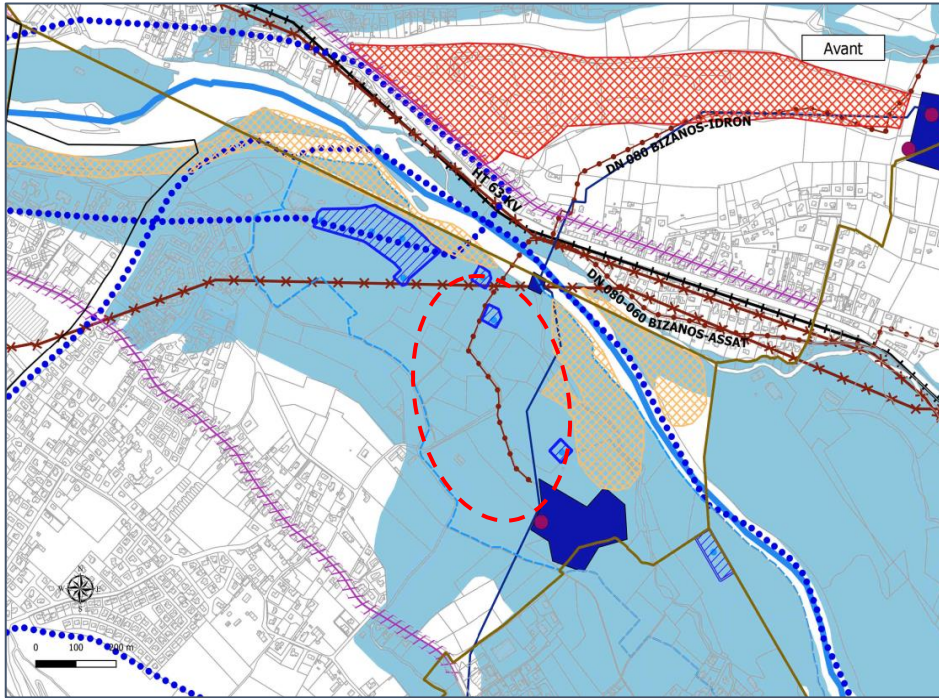 Avant
DN 080 BIZANOS-IDRON
HT 63 KV
DN 080-060 BIZANOS-ASSAT
N
W E
S
0 100 200 m